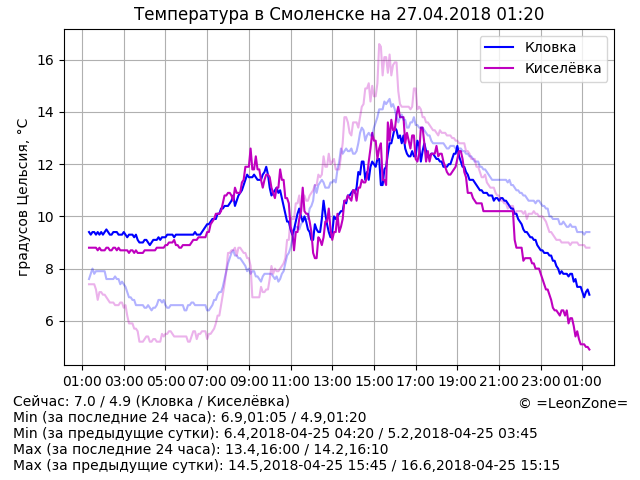 Температура в Смоленске на 27.04.2018 01:20
градусов Цельсия, °C
16
14
12
10
8
6
Кловка
Киселёвка
01:00 03:00 05:00 07:00 09:00 11:00 13:00 15:00 17:00 19:00 21:00 23:00 01:00
Сейчас: 7.0 / 4.9 (Кловка / Киселёвка)
© =LeonZone=
Min (за последние 24 часа): 6.9,01:05 / 4.9,01:20
Min (за предыдущие сутки): 6.4,2018-04-25 04:20 / 5.2,2018-04-25 03:45
Max (за последние 24 часа): 13.4,16:00 / 14.2,16:10
Max (за предыдущие сутки): 14.5,2018-04-25 15:45 / 16.6,2018-04-25 15:15